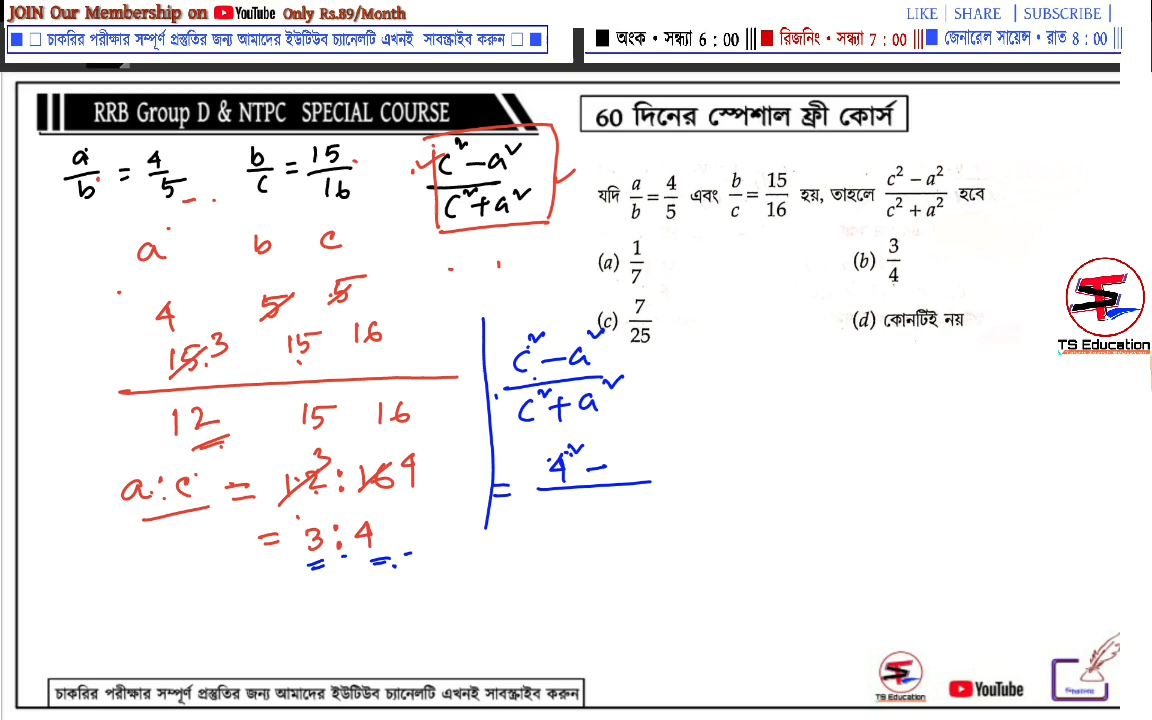 JOIN Our Membership on YouTube Only Rs.89/Month
LIKE | SHARE | SUBSCRIBE |
■ □ চাকরির পরীক্ষার সম্পূর্ণ প্রস্তুতির জন্য আমাদের ইউটিউব চ্যানেলটি এখনই সাবস্ক্রাইব করুন □ ■
■ অংক • সন্ধ্যা 6 : 00 ||| ■ রিজনিং • সন্ধ্যা 7 : 00 ||| ■ জেনারেল সায়েন্স • রাত 8 : 00 |||
RRB Group D & NTPC SPECIAL COURSE
60 দিনের স্পেশাল ফ্রী কোর্স
a/b = 4/5 b/c = 15/16 (c² - a²)/(c² + a²)
a b c
4 5 5
15 3 15 16
12 15 16
a : c = 12 3 : 16 4
= 3 : 4
(c² - a²)/(c² + a²)
= 4² -
যদি a/b = 4/5 এবং b/c = 15/16 হয়, তাহলে (c² - a²)/(c² + a²) হবে
(a) 1/7 (b) 3/4
(c) 7/25 (d) কোনটিই নয়
TS Education
চাকরির পরীক্ষার সম্পূর্ণ প্রস্তুতির জন্য আমাদের ইউটিউব চ্যানেলটি এখনই সাবস্ক্রাইব করুন
TS Education
YouTube